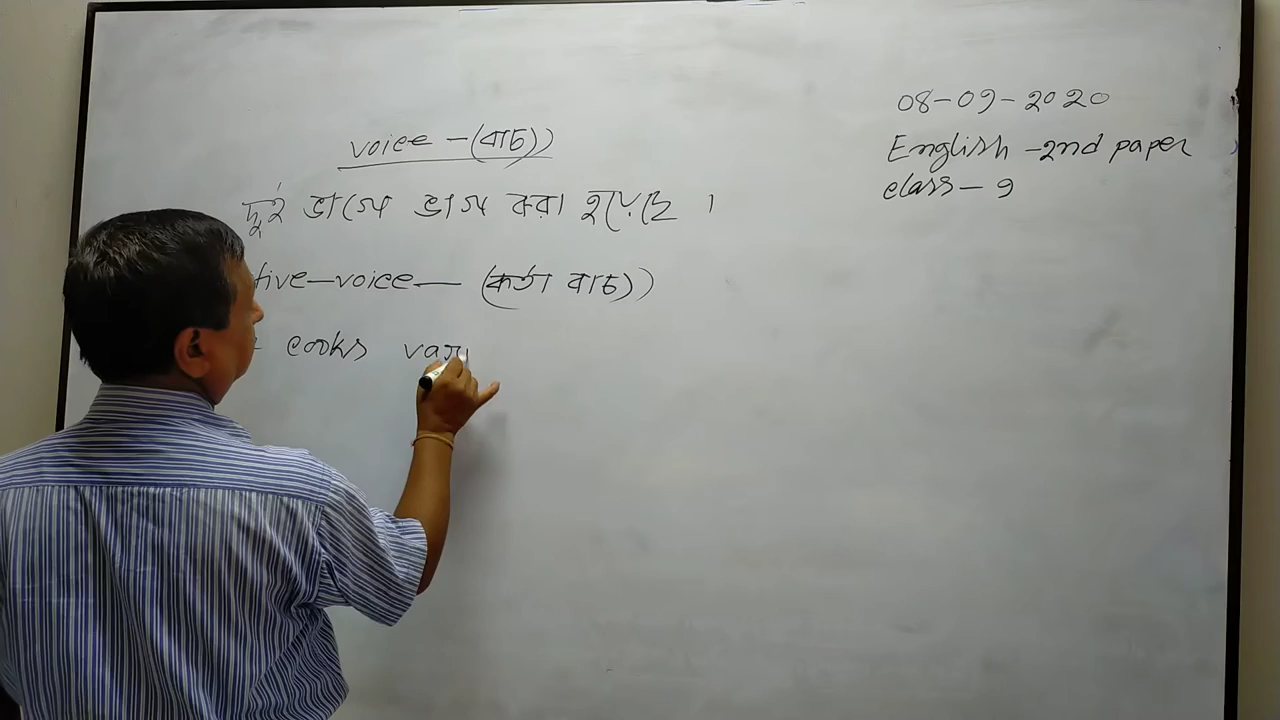 08-09-2020
English -2nd paper
class - 9
voice -(বাচ্য)
দুই ভাগে ভাগ করা হয়েছে ।
tive-voice- (কর্তা বাচ্য)
cooks